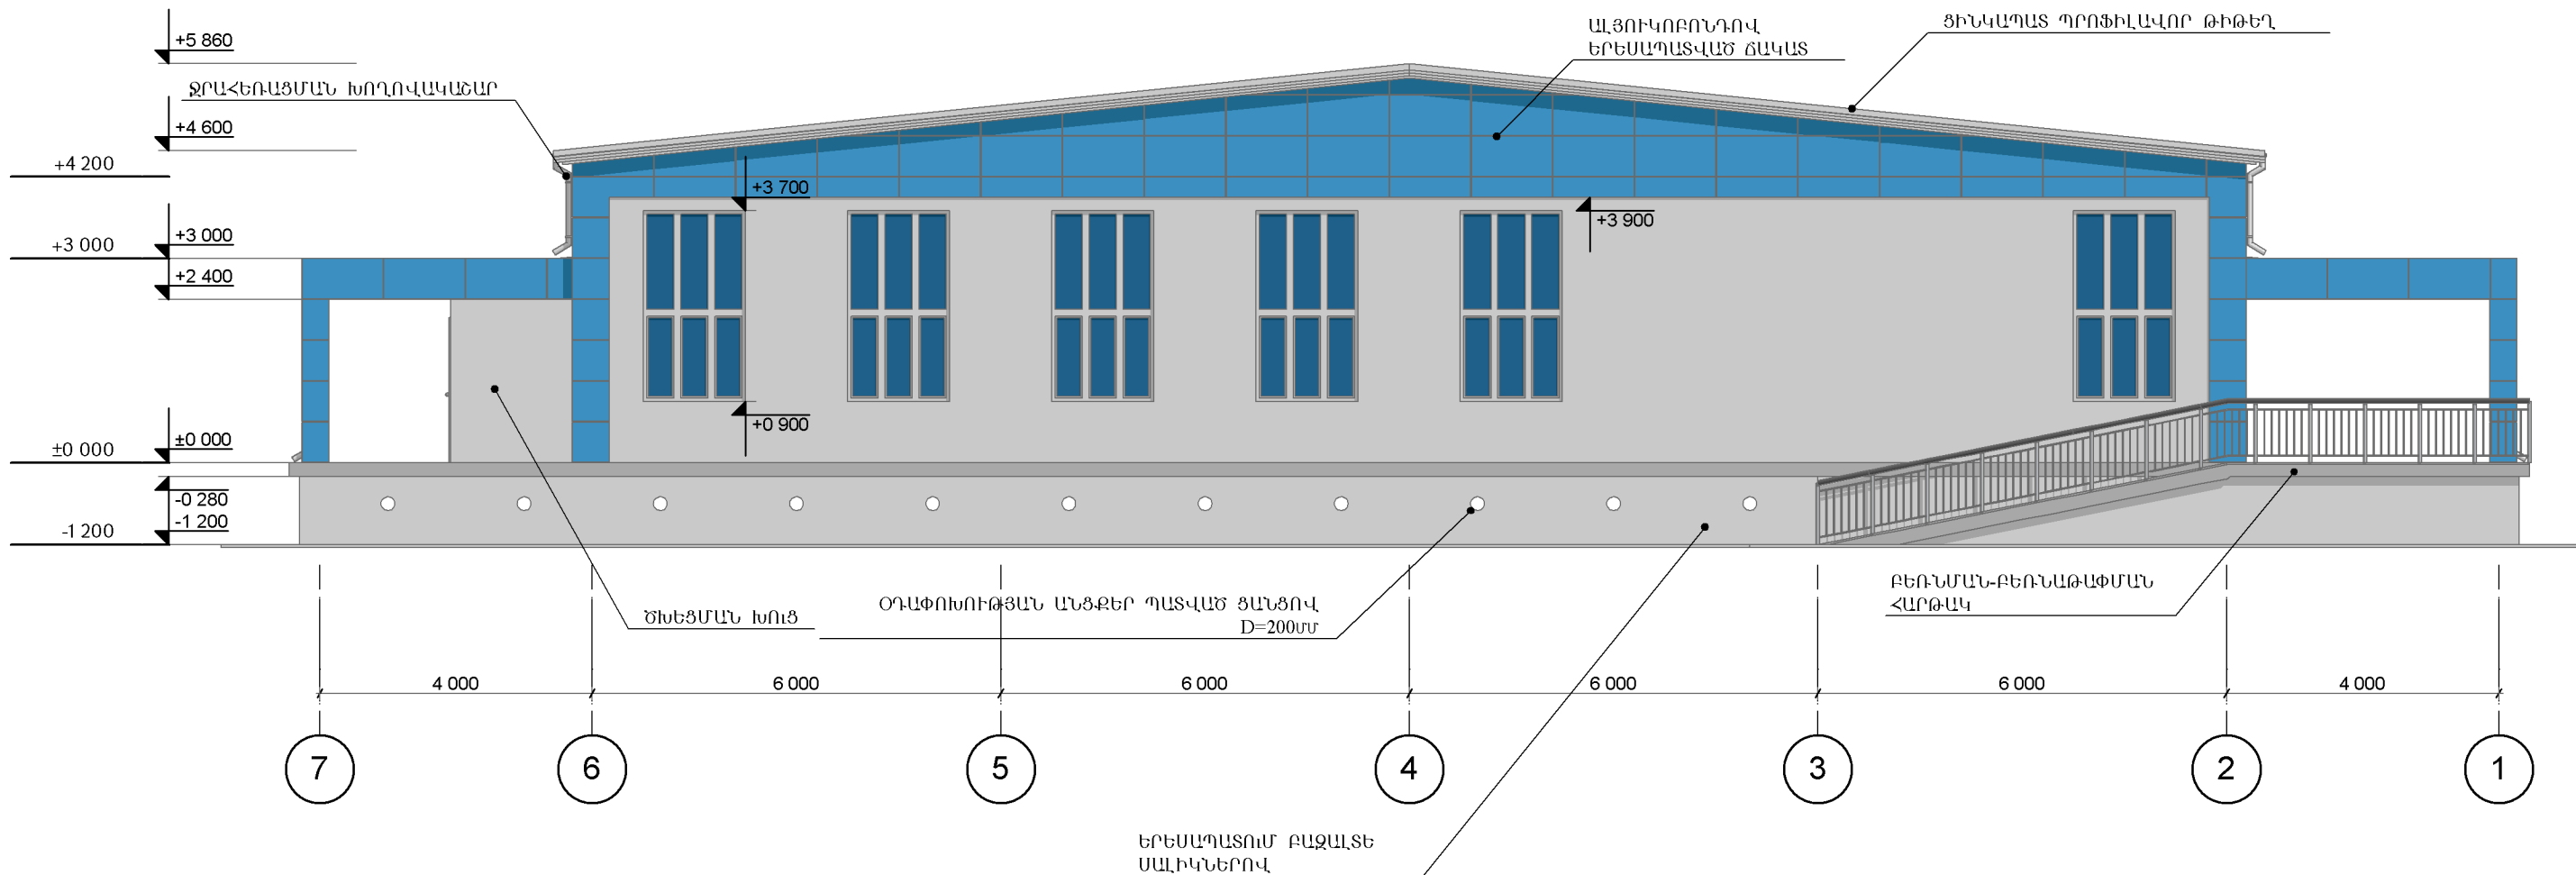 +5 860
ԱԼՅՈՒԿՈԲՈՆԴՈՎ
ԵՐԵՍԱՊԱՏՎԱԾ ՃԱԿԱՏ
ՑԻՆԿԱՊԱՏ ՊՐՈՖԻԼԱՎՈՐ ԹԻԹԵՂ
ՋՐԱՀԵՌԱՑՄԱՆ ԽՈՂՈՎԱԿԱՇԱՐ
+4 600
+4 200
+3 700
+3 900
+3 000
+3 000
+2 400
+0 900
±0 000
±0 000
-0 280
-1 200
-1 200
ԾԽԵՑՄԱՆ ԽՈւՑ
ՕԴԱՓՈԽՈՒԹՅԱՆ ԱՆՑՔԵՐ ՊԱՏՎԱԾ ՑԱՆՑՈՎ
D=200ՄՄ
ԲԵՌՆՄԱՆ-ԲԵՌՆԱԹԱՓՄԱՆ
ՀԱՐԹԱԿ
4 000
6 000
6 000
6 000
6 000
4 000
7
6
5
4
3
2
1
ԵՐԵՍԱՊԱՏՈւՄ ԲԱԶԱԼՏԵ
ՍԱԼԻԿՆԵՐՈՎ